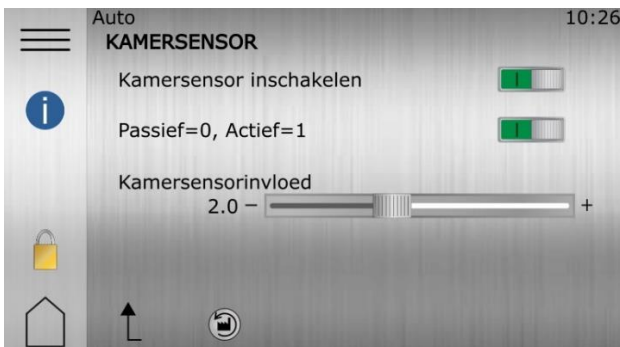 Auto 10:26
KAMERSENSOR
Kamersensor inschakelen
Passief=0, Actief=1
Kamersensorinvloed
2.0 − +